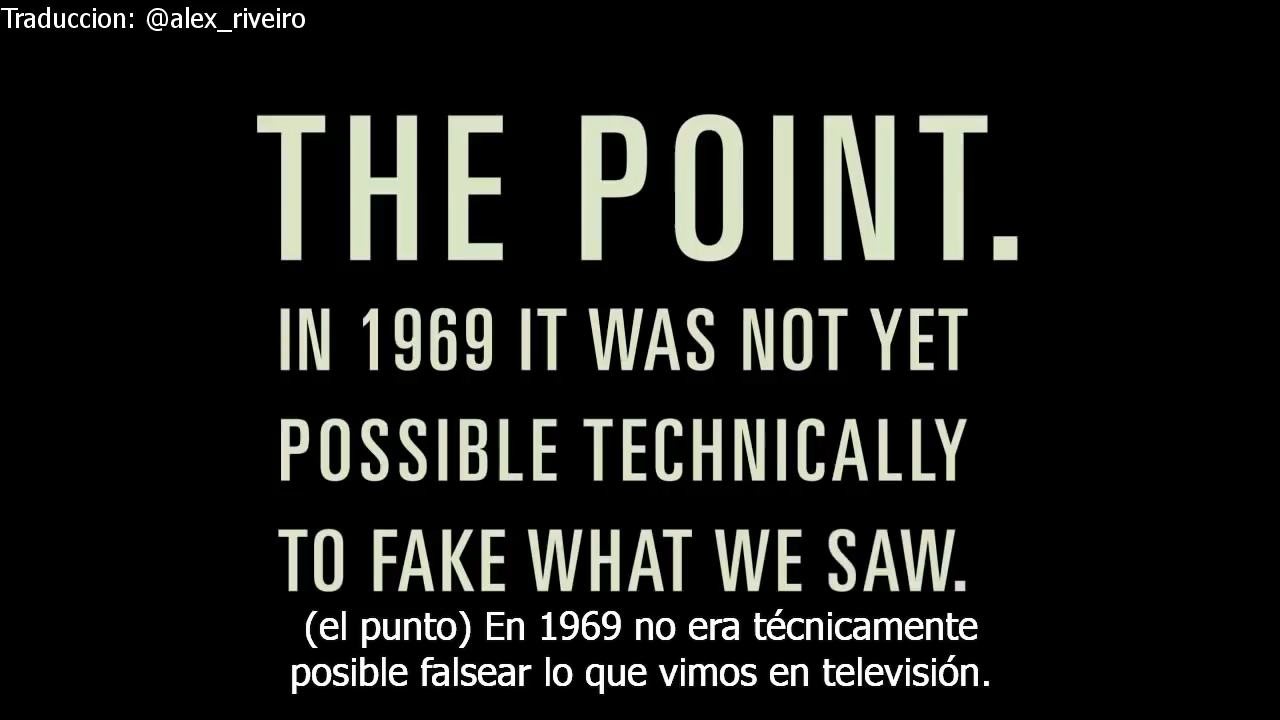 Traduccion: @alex_riveiro
THE POINT.
IN 1969 IT WAS NOT YET
POSSIBLE TECHNICALLY
TO FAKE WHAT WE SAW.
(el punto) En 1969 no era técnicamente
posible falsear lo que vimos en televisión.